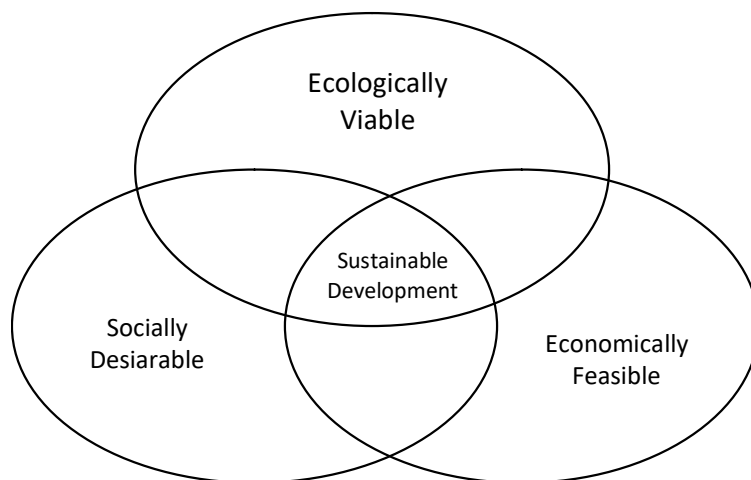 Ecologically
Viable
Sustainable
Development
Socially
Desiarable
Economically
Feasible